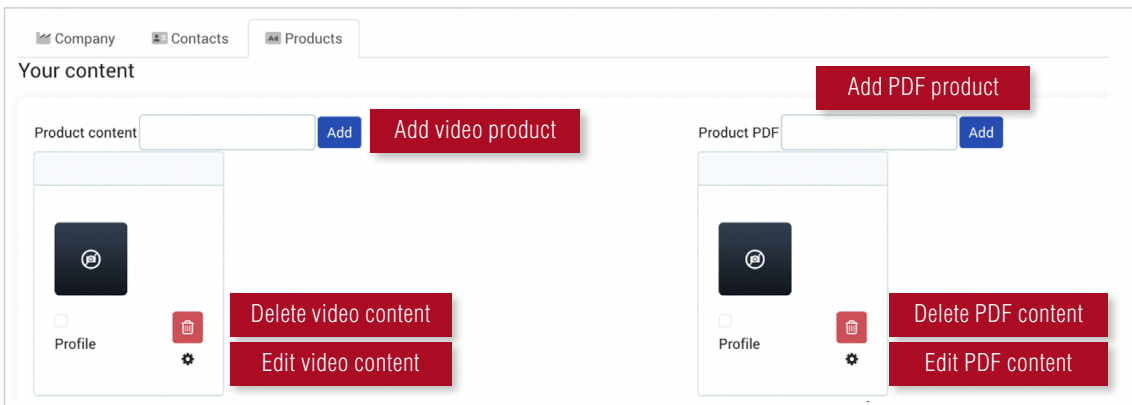 Company Contacts Ad Products
Your content
Add PDF product
Product content Add Add video product Product PDF Add
Delete video content Delete PDF content
Profile Profile
Edit video content Edit PDF content